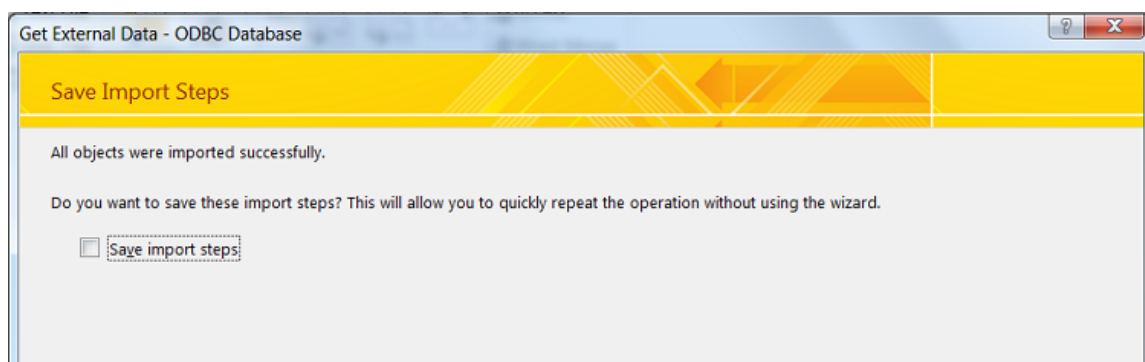 Get External Data - ODBC Database
Save Import Steps
All objects were imported successfully.
Do you want to save these import steps? This will allow you to quickly repeat the operation without using the wizard.
Save import steps